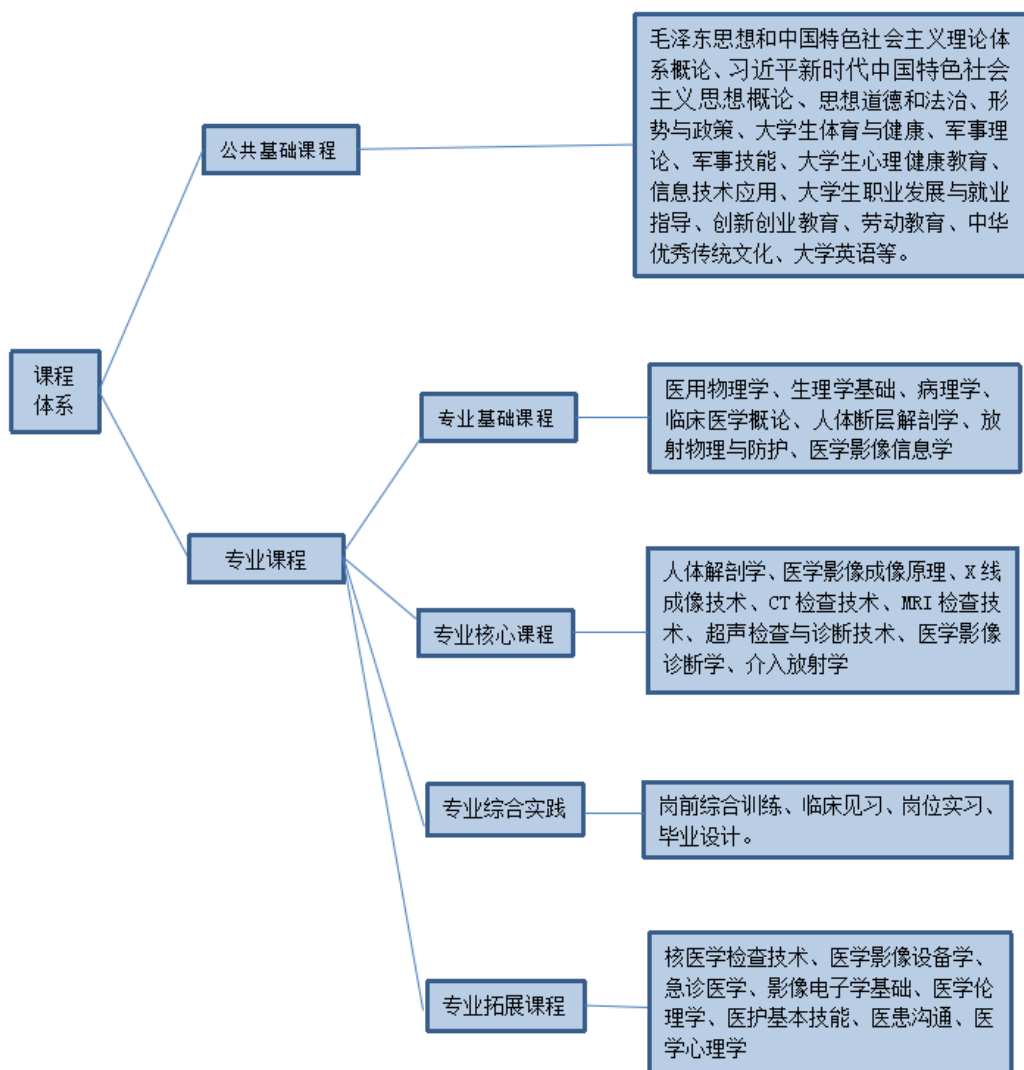 毛泽东思想和中国特色社会主义理论体
系概论、习近平新时代中国特色社会
主义思想概论、思想道德和法治、形
势与政策、大学生体育与健康、军事理
论、军事技能、大学生心理健康教育、
信息技术应用、大学生职业发展与就业
指导、创新创业教育、劳动教育、中华
优秀传统文化、大学英语等。
公共基础课程
课程
体系
专业基础课程
医用物理学、生理学基础、病理学、
临床医学概论、人体断层解剖学、放
射物理与防护、医学影像信息学
专业课程
专业核心课程
人体解剖学、医学影像成像原理、X 线
成像技术、CT 检查技术、MRI 检查技
术、超声检查与诊断技术、医学影像
诊断学、介入放射学
专业综合实践
岗前综合训练、临床见习、岗位实习、
毕业设计。
专业拓展课程
核医学检查技术、医学影像设备学、
急诊医学、影像电子学基础、医学伦
理学、医护基本技能、医患沟通、医
学心理学